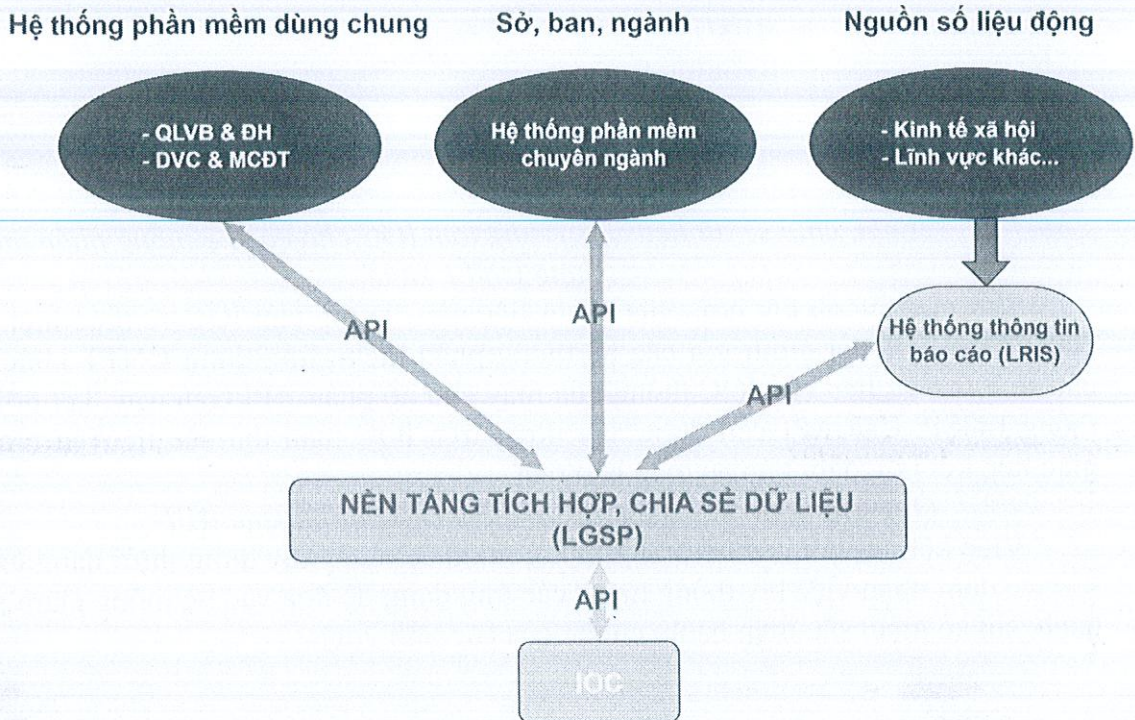 Hệ thống phần mềm dùng chung
Sở, ban, ngành
Nguồn số liệu động
- QLVB & ĐH
- DVC & MCĐT
Hệ thống phần mềm
chuyên ngành
- Kinh tế xã hội
- Lĩnh vực khác...
Hệ thống thông tin
báo cáo (LRIS)
API
API
API
NỀN TẢNG TÍCH HỢP, CHIA SẺ DỮ LIỆU
(LGSP)
API
IOC